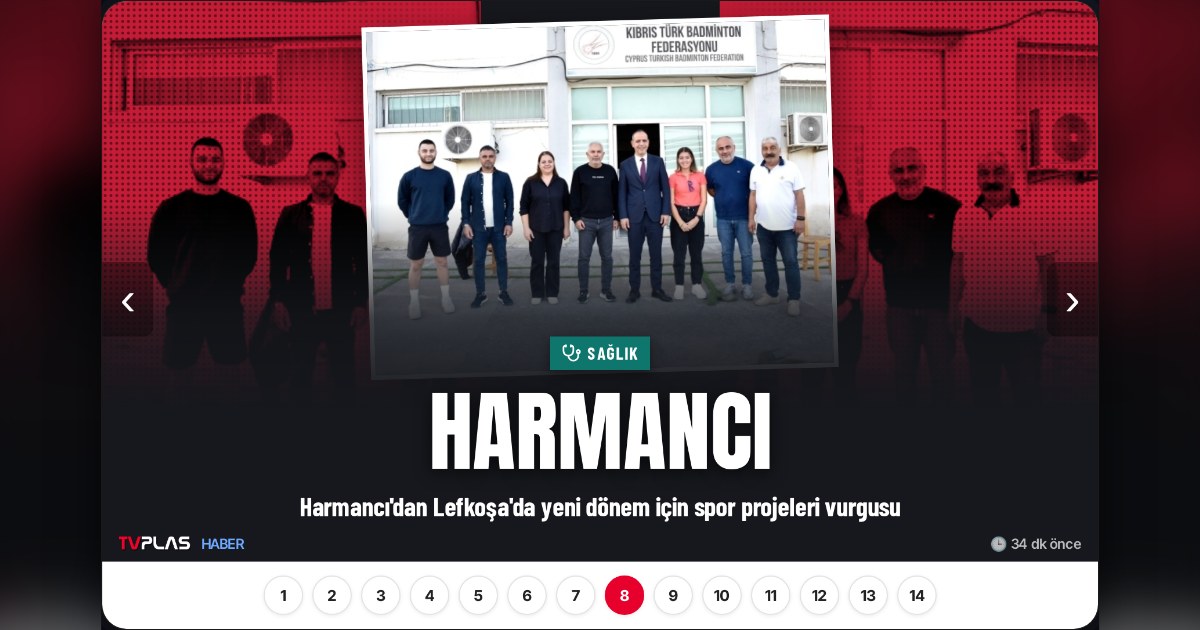 KIBRIS TÜRK BADMİNTON
FEDERASYONU
CYPRUS TURKISH BADMINTON FEDERATION
SAĞLIK
HARMANCI
Harmancı'dan Lefkoşa'da yeni dönem için spor projeleri vurgusu
TVPLAS HABER
34 dk önce
1 2 3 4 5 6 7 8 9 10 11 12 13 14